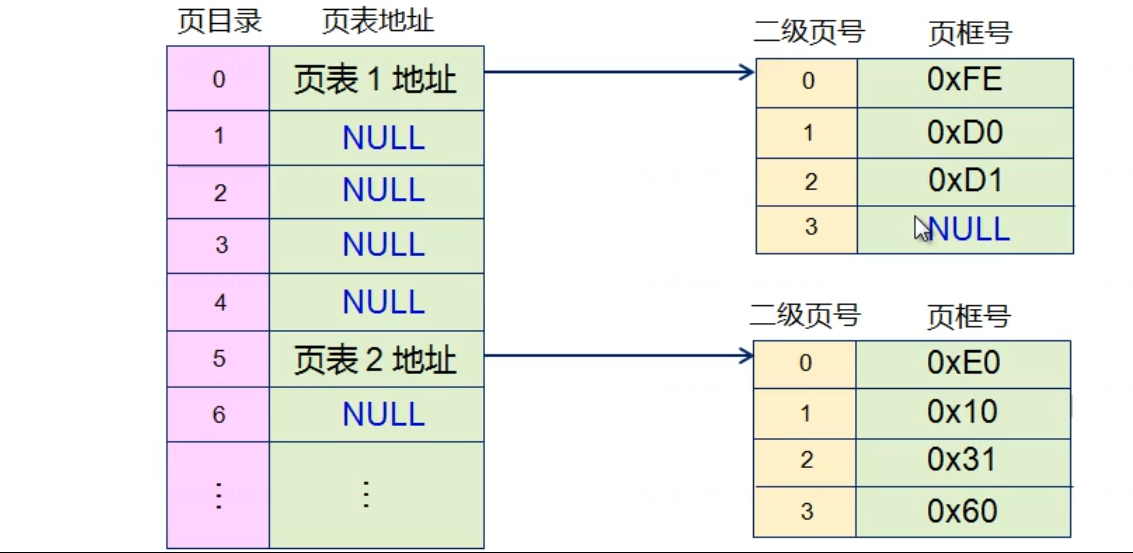 页目录 页表地址
0 页表 1 地址
1 NULL
2 NULL
3 NULL
4 NULL
5 页表 2 地址
6 NULL
⋮ ⋮
二级页号 页框号
0 0xFE
1 0xD0
2 0xD1
3 NULL
二级页号 页框号
0 0xE0
1 0x10
2 0x31
3 0x60